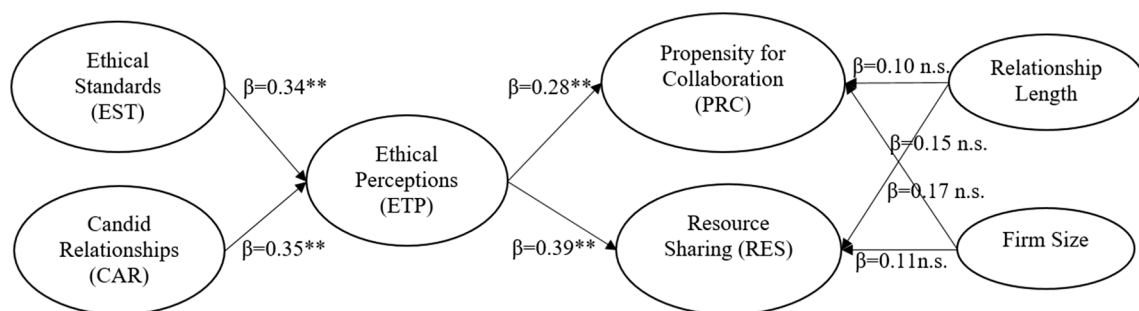 Ethical
Standards
(EST)
β=0.34**
Candid
Relationships
(CAR)
β=0.35**
Ethical
Perceptions
(ETP)
β=0.28**
β=0.39**
Propensity for
Collaboration
(PRC)
Resource
Sharing (RES)
β=0.10 n.s.
β=0.15 n.s.
β=0.17 n.s.
β=0.11n.s.
Relationship
Length
Firm Size